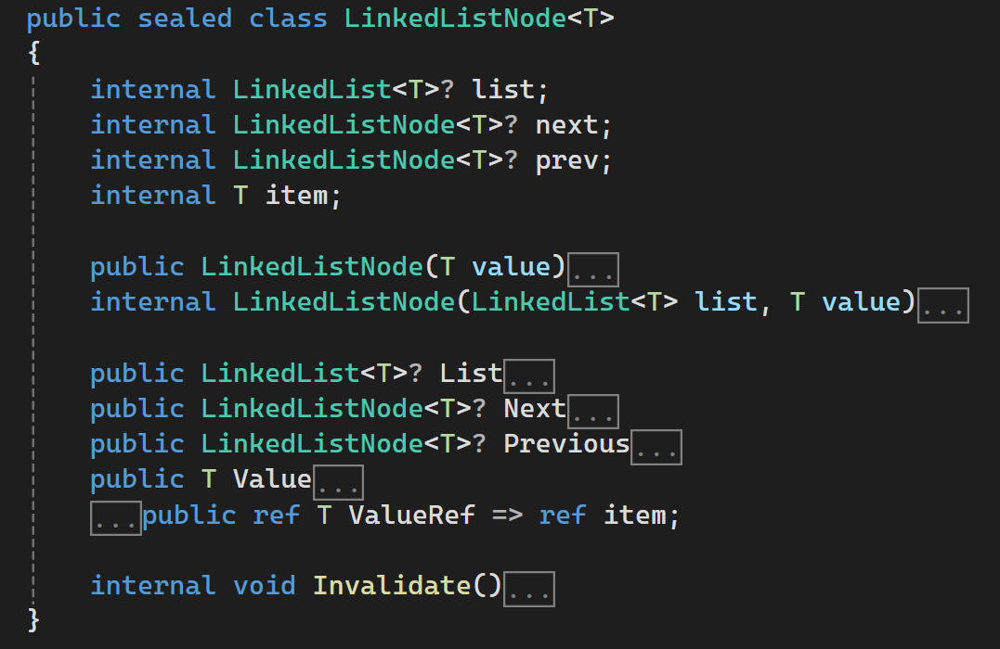 public sealed class LinkedListNode<T>
{
internal LinkedList<T>? list;
internal LinkedListNode<T>? next;
internal LinkedListNode<T>? prev;
internal T item;
public LinkedListNode(T value)...
internal LinkedListNode(LinkedList<T> list, T value)...
public LinkedList<T>? List...
public LinkedListNode<T>? Next...
public LinkedListNode<T>? Previous...
public T Value...
...public ref T ValueRef => ref item;
internal void Invalidate()...
}